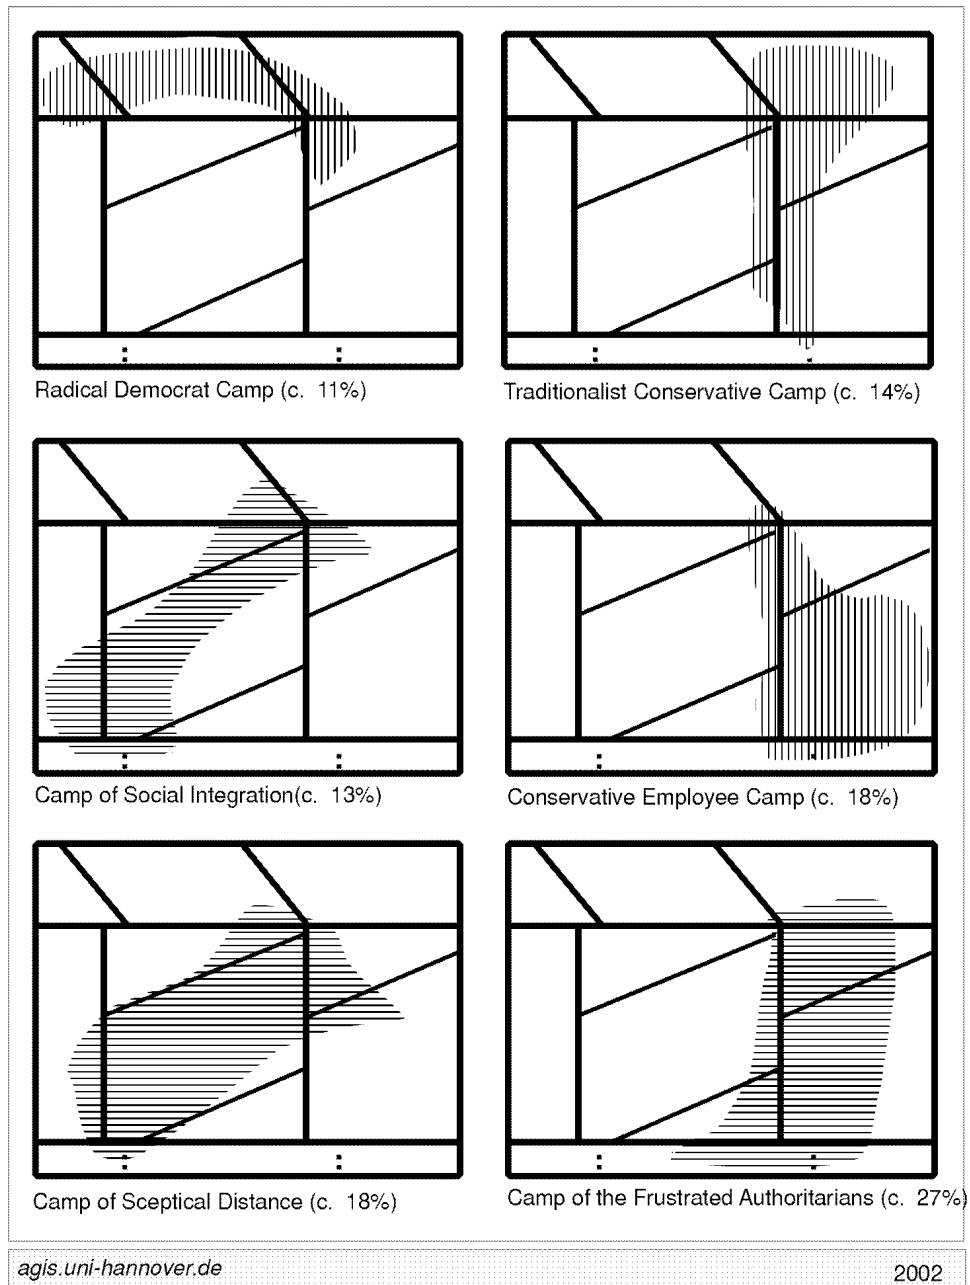 Radical Democrat Camp (c. 11%)
Traditionalist Conservative Camp (c. 14%)
Camp of Social Integration(c. 13%)
Conservative Employee Camp (c. 18%)
Camp of Sceptical Distance (c. 18%)
Camp of the Frustrated Authoritarians (c. 27%)
agis.uni-hannover.de
2002